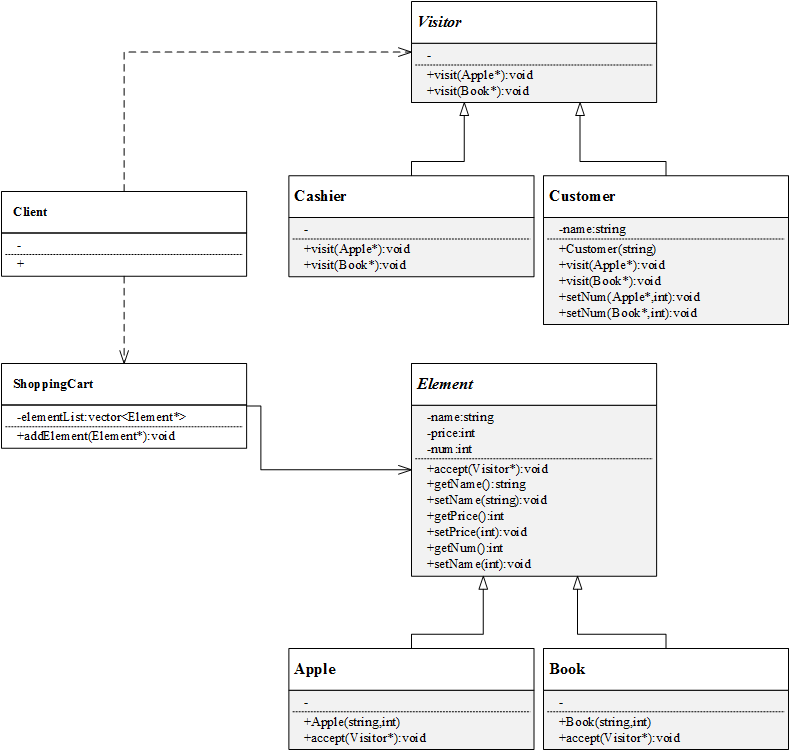 Visitor
-
+visit(Apple*):void
+visit(Book*):void
Cashier
-
+visit(Apple*):void
+visit(Book*):void
Customer
-name:string
+Customer(string)
+visit(Apple*):void
+visit(Book*):void
+setNum(Apple*,int):void
+setNum(Book*,int):void
Client
-
+
ShoppingCart
-elementList:vector<Element*>
+addElement(Element*):void
Element
-name:string
-price:int
-num:int
+accept(Visitor*):void
+getName():string
+setName(string):void
+getPrice():int
+setPrice(int):void
+getNum():int
+setName(int):void
Apple
-
+Apple(string,int)
+accept(Visitor*):void
Book
-
+Book(string,int)
+accept(Visitor*):void